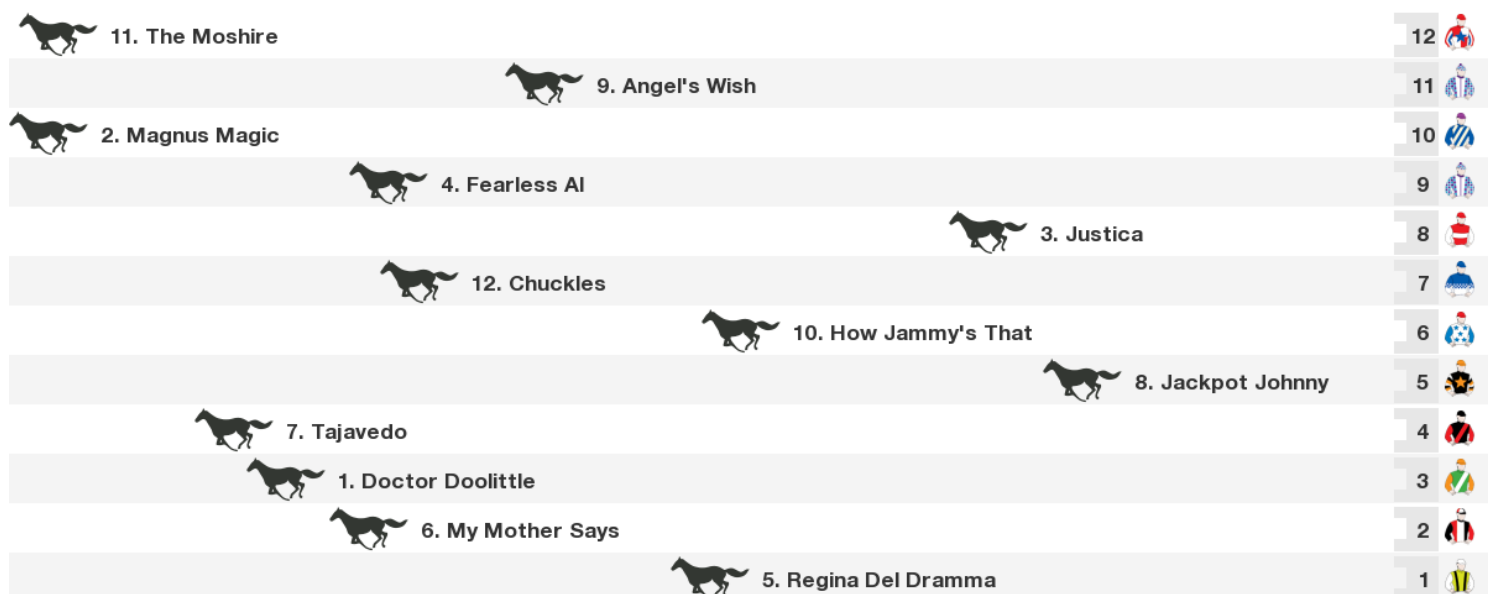 11. The Moshire 12
9. Angel's Wish 11
2. Magnus Magic 10
4. Fearless Al 9
3. Justica 8
12. Chuckles 7
10. How Jammy's That 6
8. Jackpot Johnny 5
7. Tajavedo 4
1. Doctor Doolittle 3
6. My Mother Says 2
5. Regina Del Dramma 1